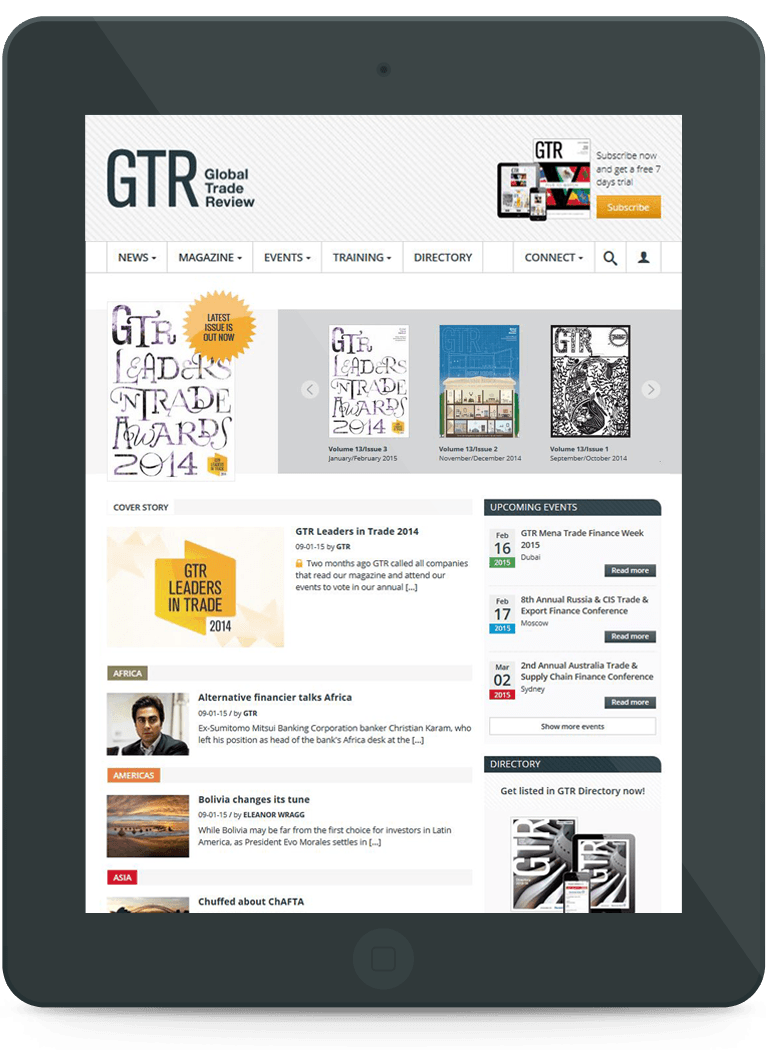 GTR Global
Trade
Review
GTR
Subscribe now
and get a free 7
days trial
Subscribe
NEWS
MAGAZINE
EVENTS
TRAINING
DIRECTORY
CONNECT
GTR
LEADERS
'NTRADE
AWARDS
2014
LATEST
ISSUE IS
OUT NOW
GTR
LEADERS
'NTRADE
AWARDS
2014
Volume 13/Issue 3
January/February 2015
GTR
Volume 13/Issue 2
November/December 2014
GTR
Volume 13/Issue 1
September/October 2014
COVER STORY
GTR
LEADERS
IN TRADE
2014
GTR Leaders in Trade 2014
09-01-15 by GTR
Two months ago GTR called all companies
that read our magazine and attend our
events to vote in our annual [...]
AFRICA
Alternative financier talks Africa
09-01-15 / by GTR
Ex-Sumitomo Mitsui Banking Corporation banker Christian Karam, who
left his position as head of the bank's Africa desk at the [...]
AMERICAS
Bolivia changes its tune
09-01-15 / by ELEANOR WRAGG
While Bolivia may be far from the first choice for investors in Latin
America, as President Evo Morales settles in [...]
ASIA
Chuffed about ChAFTA
UPCOMING EVENTS
Feb
16
2015
GTR Mena Trade Finance Week
2015
Dubai
Read more
Feb
17
2015
8th Annual Russia & CIS Trade &
Export Finance Conference
Moscow
Read more
Mar
02
2015
2nd Annual Australia Trade &
Supply Chain Finance Conference
Sydney
Read more
Show more events
DIRECTORY
Get listed in GTR Directory now!
GTR
GTR